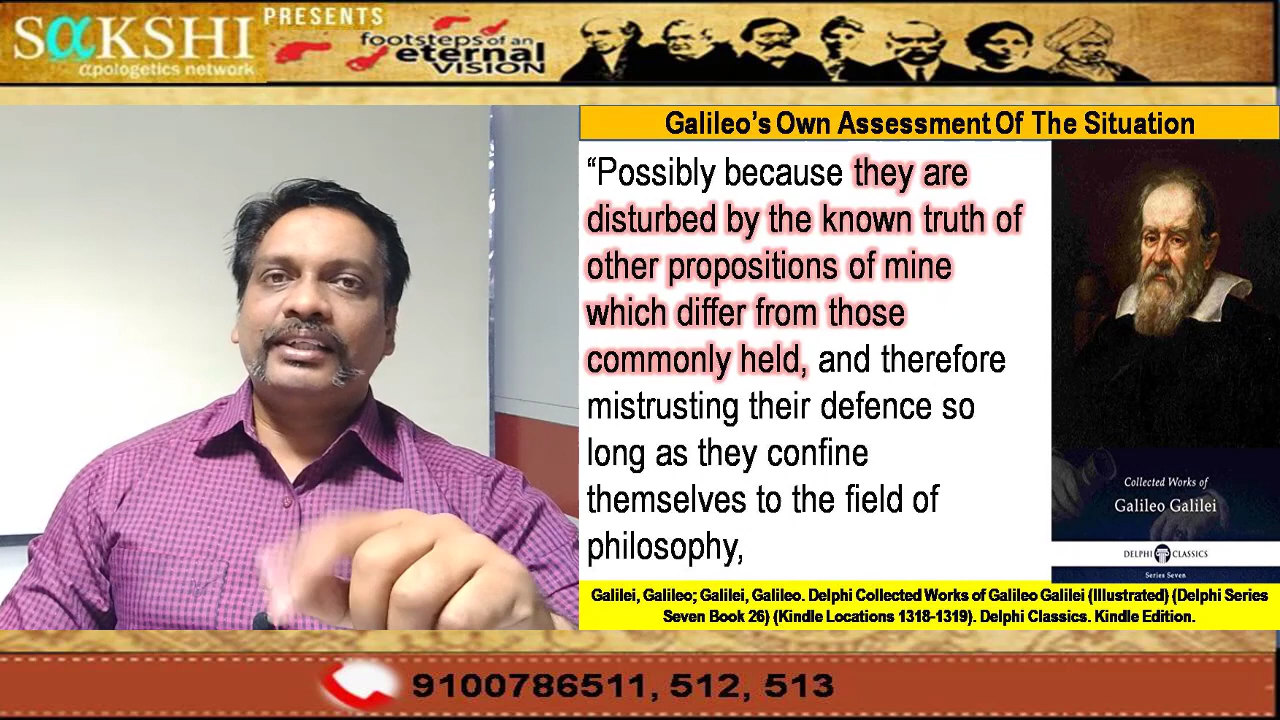 SαKSHI
αpologetics network
PRESENTS
footsteps of an
eternal
VISION
Galileo’s Own Assessment Of The Situation
“Possibly because they are
disturbed by the known truth of
other propositions of mine
which differ from those
commonly held, and therefore
mistrusting their defence so
long as they confine
themselves to the field of
philosophy,
Collected Works of
Galileo Galilei
DELPHI CLASSICS
Series Seven
Galilei, Galileo; Galilei, Galileo. Delphi Collected Works of Galileo Galilei (Illustrated) (Delphi Series
Seven Book 26) (Kindle Locations 1318-1319). Delphi Classics. Kindle Edition.
9100786511, 512, 513